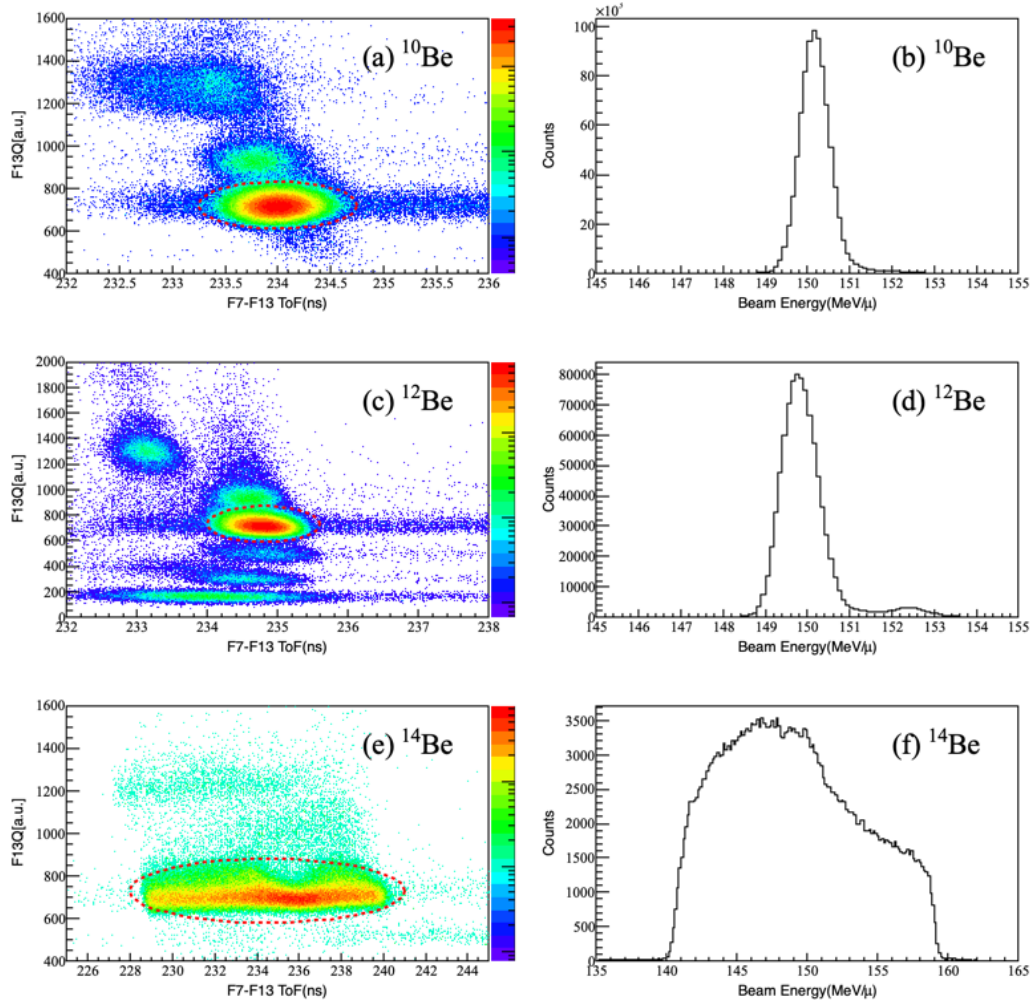 1600
1400
1200
1000
800
600
400
F13Q[a.u.]
(a) ¹⁰Be
232 232.5 233 233.5 234 234.5 235 235.5 236
F7-F13 ToF(ns)
×10³
100
80
60
40
20
0
Counts
(b) ¹⁰Be
145 146 147 148 149 150 151 152 153 154 155
Beam Energy(MeV/μ)
2000
1800
1600
1400
1200
1000
800
600
400
200
0
F13Q[a.u.]
(c) ¹²Be
232 233 234 235 236 237 238
F7-F13 ToF(ns)
80000
70000
60000
50000
40000
30000
20000
10000
0
Counts
(d) ¹²Be
145 146 147 148 149 150 151 152 153 154 155
Beam Energy(MeV/μ)
1600
1400
1200
1000
800
600
400
F13Q[a.u.]
(e) ¹⁴Be
226 228 230 232 234 236 238 240 242 244
F7-F13 ToF(ns)
3500
3000
2500
2000
1500
1000
500
0
Counts
(f) ¹⁴Be
135 140 145 150 155 160 165
Beam Energy(MeV/μ)